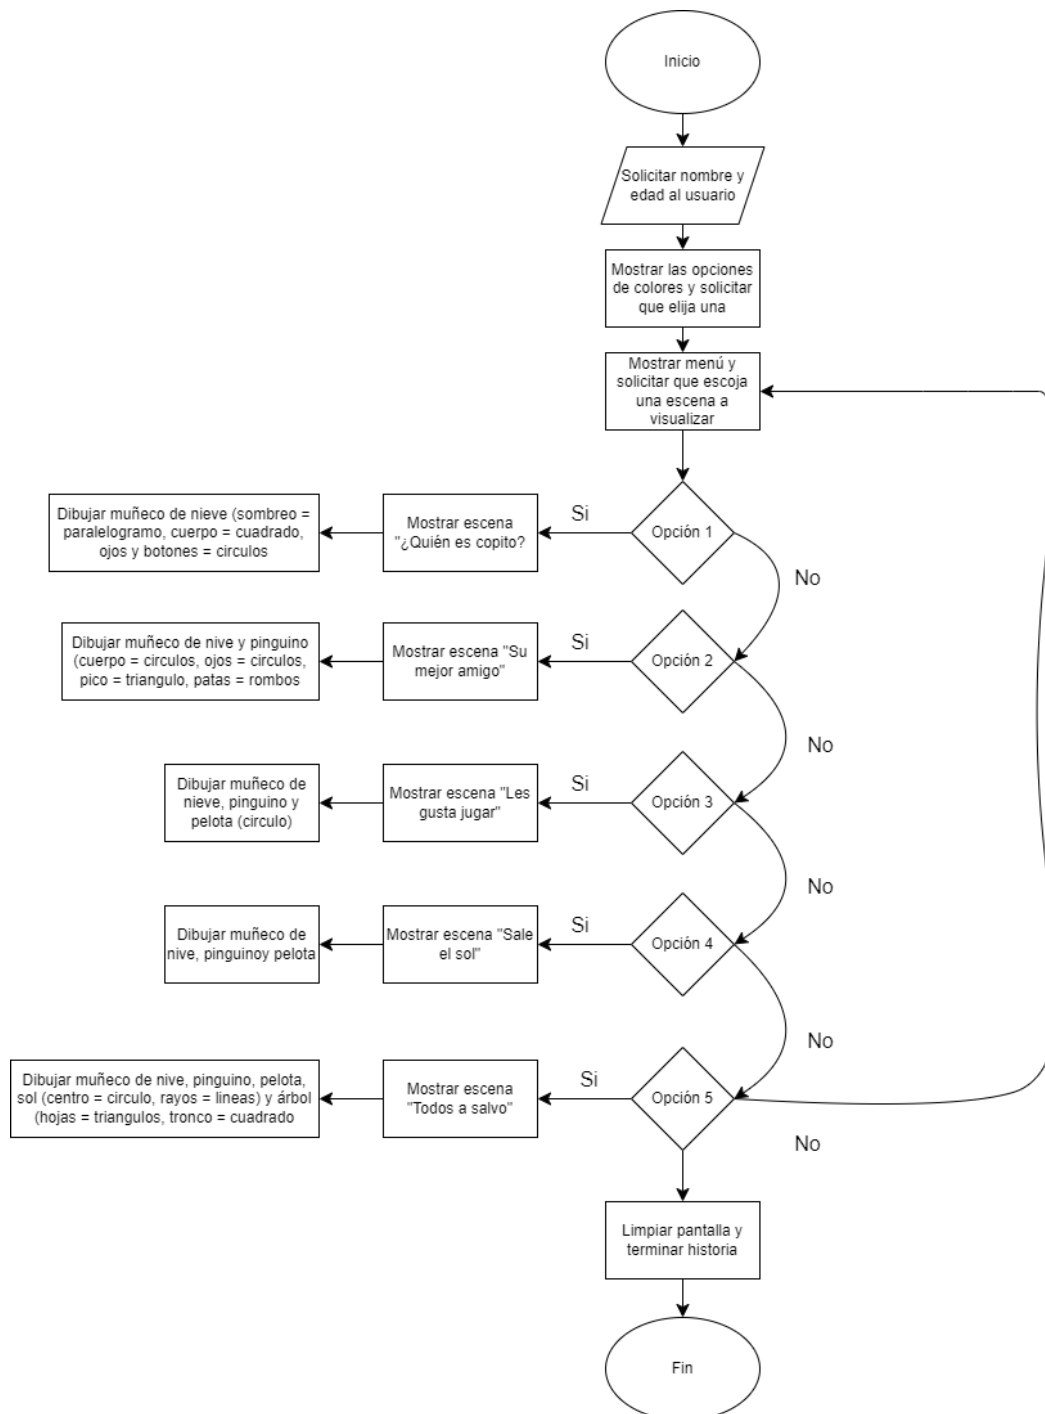 Inicio
Solicitar nombre y
edad al usuario
Mostrar las opciones
de colores y solicitar
que elija una
Mostrar menú y
solicitar que escoja
una escena a
visualizar
Opción 1
Si
Mostrar escena
"¿Quién es copito?
Dibujar muñeco de nieve (sombreo =
paralelogramo, cuerpo = cuadrado,
ojos y botones = circulos
No
Opción 2
Si
Mostrar escena "Su
mejor amigo"
Dibujar muñeco de nive y pinguino
(cuerpo = circulos, ojos = circulos,
pico = triangulo, patas = rombos
No
Opción 3
Si
Mostrar escena "Les
gusta jugar"
Dibujar muñeco de
nieve, pinguino y
pelota (circulo)
No
Opción 4
Si
Mostrar escena "Sale
el sol"
Dibujar muñeco de
nive, pinguinoy pelota
No
Opción 5
Si
Mostrar escena
"Todos a salvo"
Dibujar muñeco de nive, pinguino, pelota,
sol (centro = circulo, rayos = lineas) y árbol
(hojas = triangulos, tronco = cuadrado
No
Limpiar pantalla y
terminar historia
Fin